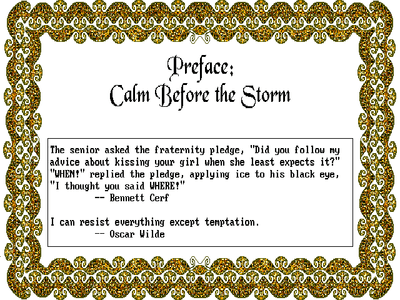 Preface:
Calm Before the Storm
The senior asked the fraternity pledge, "Did you follow my
advice about kissing your girl when she least expects it?"
"WHEN!" replied the pledge, applying ice to his black eye,
"I thought you said WHERE!"
-- Bennett Cerf
I can resist everything except temptation.
-- Oscar Wilde